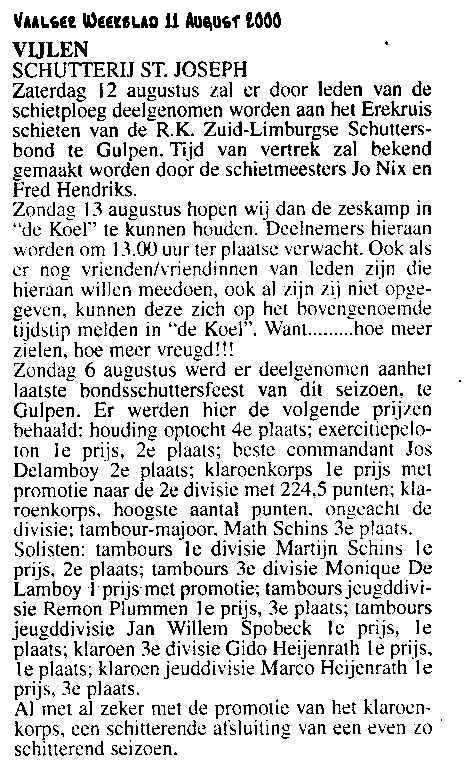 Vaalser Weekblad 11 August 2000
VIJLEN
SCHUTTERIJ ST. JOSEPH
Zaterdag 12 augustus zal er door leden van de
schietploeg deelgenomen worden aan het Erekruis
schieten van de R.K. Zuid-Limburgse Schutters-
bond te Gulpen. Tijd van vertrek zal bekend
gemaakt worden door de schietmeesters Jo Nix en
Fred Hendriks.
Zondag 13 augustus hopen wij dan de zeskamp in
"de Koel" te kunnen houden. Deelnemers hieraan
worden om 13.00 uur ter plaatse verwacht. Ook als
er nog vrienden/vriendinnen van leden zijn die
hieraan willen meedoen, ook al zijn zij niet opge-
geven, kunnen deze zich op het bovengenoemde
tijdstip melden in "de Koel". Want.........hoe meer
zielen, hoe meer vreugd!!!
Zondag 6 augustus werd er deelgenomen aanhet
laatste bondsschuttersfeest van dit seizoen, te
Gulpen. Er werden hier de volgende prijzen
behaald: houding optocht 4e plaats; exercitiepelo-
ton 1e prijs, 2e plaats; beste commandant Jos
Delamboy 2e plaats; klaroenkorps 1e prijs met
promotie naar de 2e divisie met 224,5 punten; kla-
roenkorps, hoogste aantal punten, ongeacht de
divisie; tambour-majoor, Math Schins 3e plaats.
Solisten: tambours 1e divisie Martijn Schins 1e
prijs, 2e plaats; tambours 3e divisie Monique De
Lamboy 1 prijs met promotie; tambours jeugddivi-
sie Remon Plummen 1e prijs, 3e plaats; tambours
jeugddivisie Jan Willem Spobeck 1e prijs, 1e
plaats; klaroen 3e divisie Gido Heijenrath 1e prijs,
1e plaats; klaroen jeuddivisie Marco Heijenrath 1e
prijs, 3e plaats.
Al met al zeker met de promotie van het klaroen-
korps, een schitterende afsluiting van een even zo
schitterend seizoen.